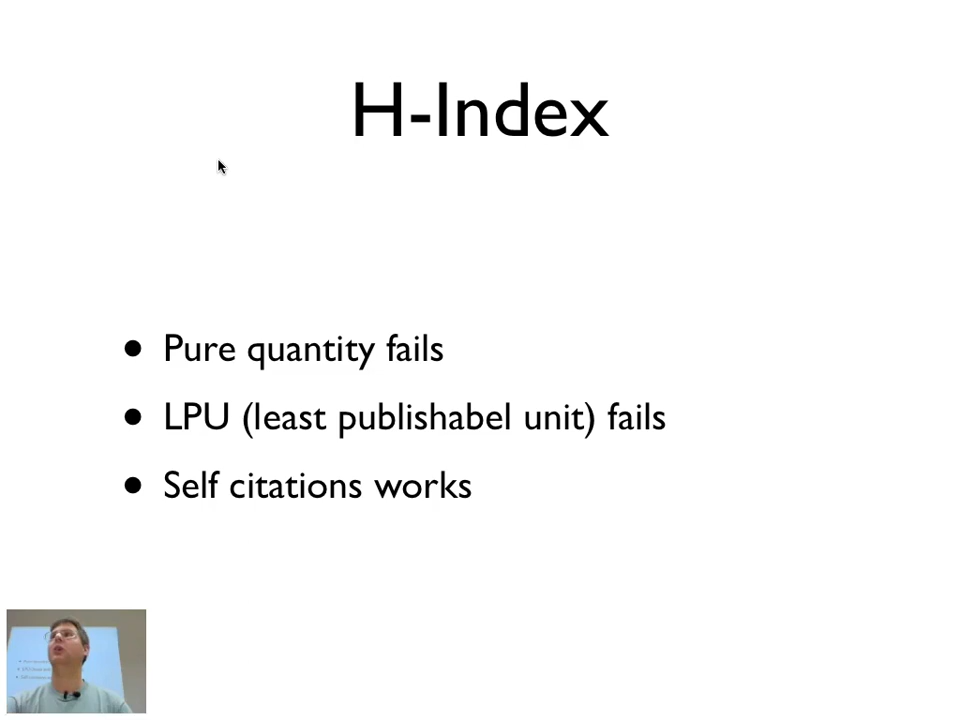 H-Index
• Pure quantity fails
• LPU (least publishabel unit) fails
• Self citations works